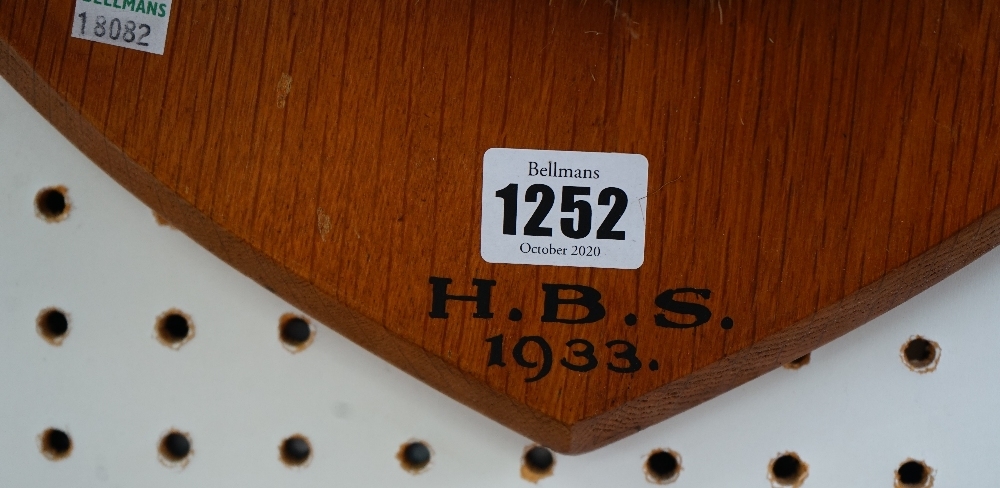 BELLMANS
18082
Bellmans
1252
October 2020
H.B.S.
1933.